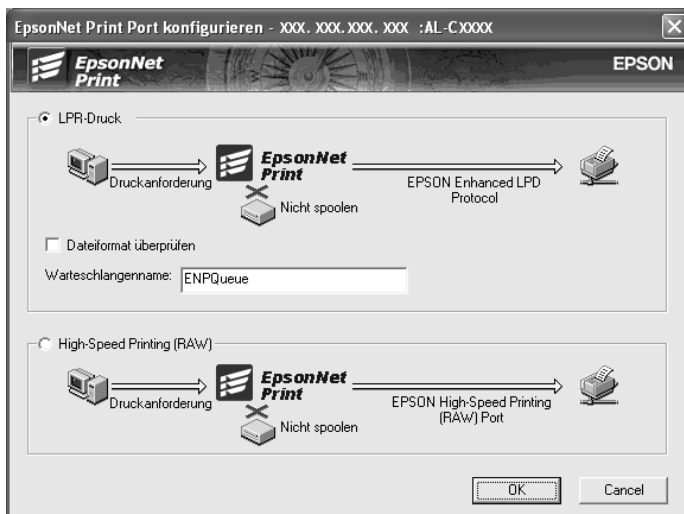 EpsonNet Print Port konfigurieren - XXX. XXX.XXX. XXX :AL-CXXXX
EpsonNet
Print
EPSON
LPR-Druck
Druckanforderung
EpsonNet
Print
Nicht spoolen
EPSON Enhanced LPD
Protocol
Dateiformat überprüfen
Warteschlangenname: ENPQueue
High-Speed Printing (RAW)
Druckanforderung
EpsonNet
Print
Nicht spoolen
EPSON High-Speed Printing
(RAW) Port
OK Cancel